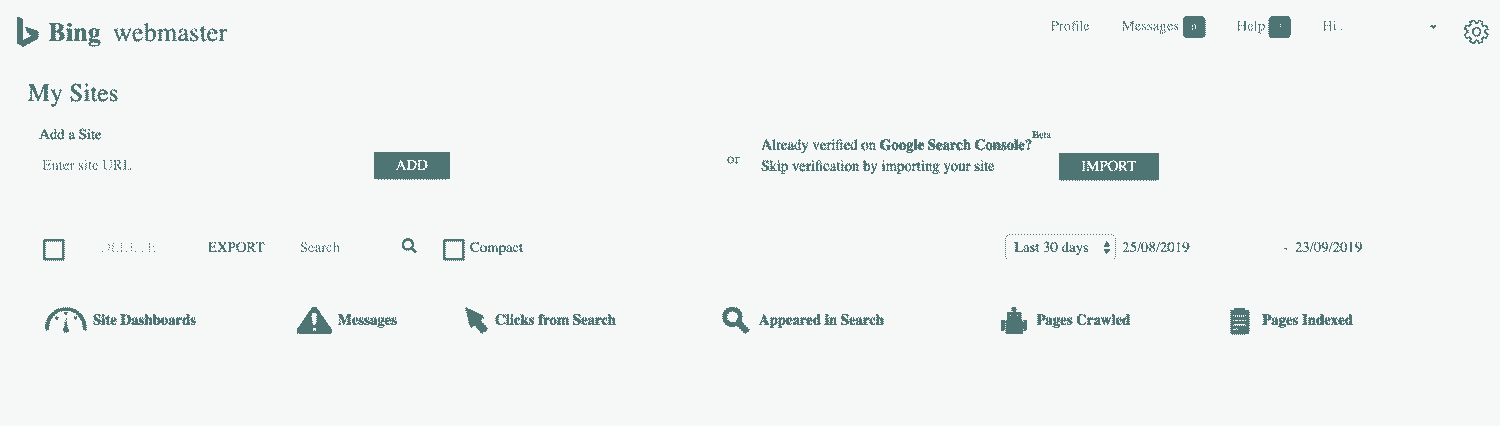 Bing webmaster
Profile Messages 0 Help Hi
My Sites
Add a Site
Enter site URL
ADD
or
Already verified on Google Search Console? Beta
Skip verification by importing your site
IMPORT
EXPORT Search Compact Last 30 days 25/08/2019 - 23/09/2019
Site Dashboards Messages Clicks from Search Appeared in Search Pages Crawled Pages Indexed